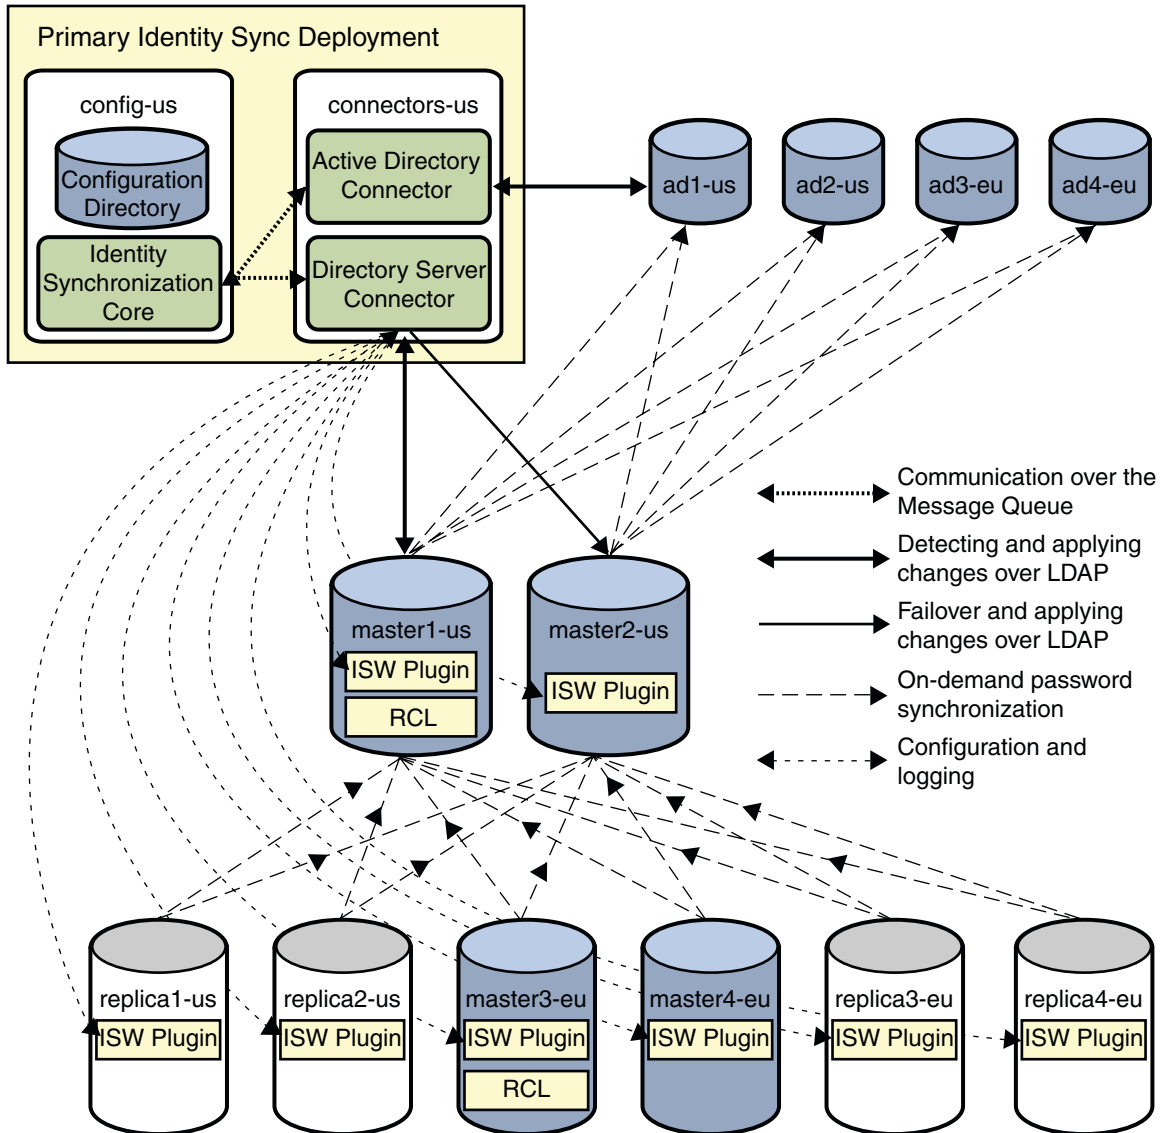 Primary Identity Sync Deployment
config-us
connectors-us
Configuration
Directory
Identity
Synchronization
Core
Active Directory
Connector
Directory Server
Connector
ad1-us
ad2-us
ad3-eu
ad4-eu
Communication over the
Message Queue
Detecting and applying
changes over LDAP
Failover and applying
changes over LDAP
On-demand password
synchronization
Configuration and
logging
master1-us
ISW Plugin
RCL
master2-us
ISW Plugin
replica1-us
ISW Plugin
replica2-us
ISW Plugin
master3-eu
ISW Plugin
RCL
master4-eu
ISW Plugin
replica3-eu
ISW Plugin
replica4-eu
ISW Plugin